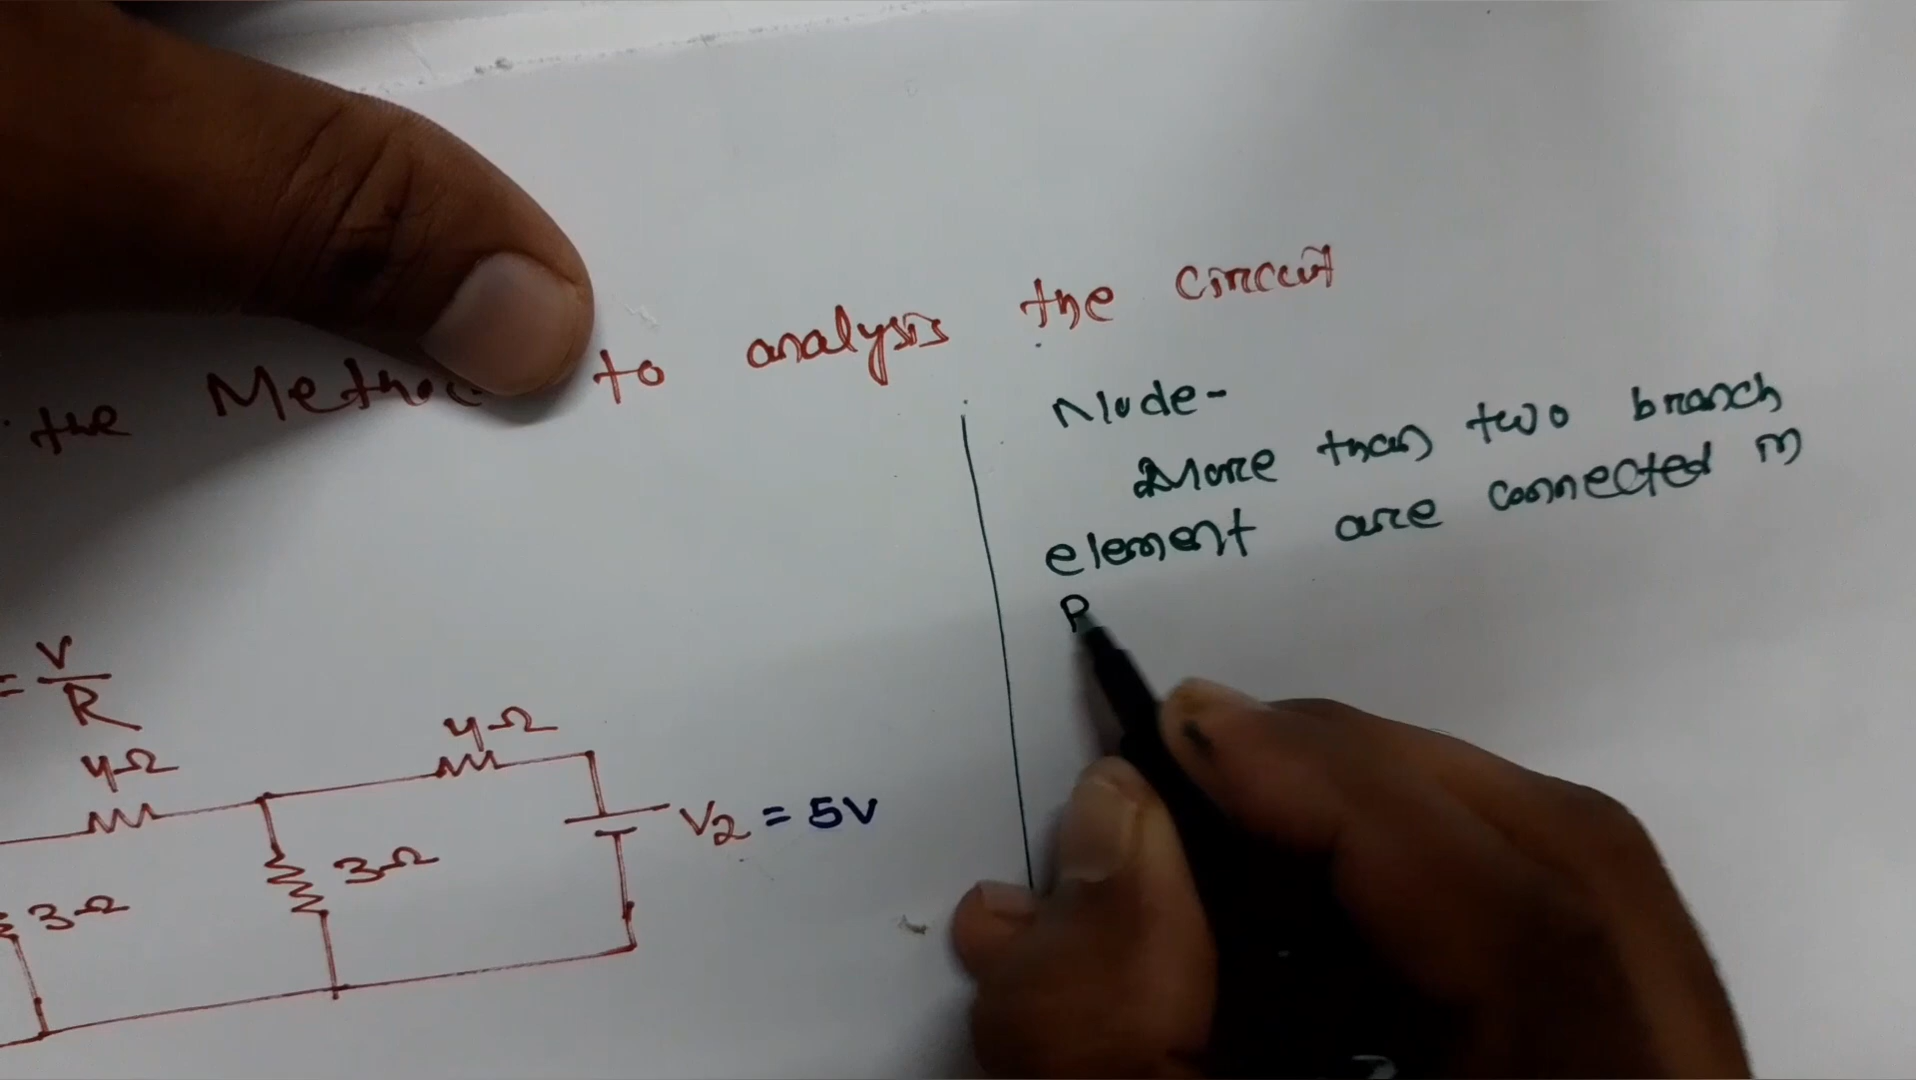 the Method to analysis the circuit
Node-
More than two branch
element are connected in
P
= V/R
4Ω
4Ω
V2 = 5V
3Ω
3Ω